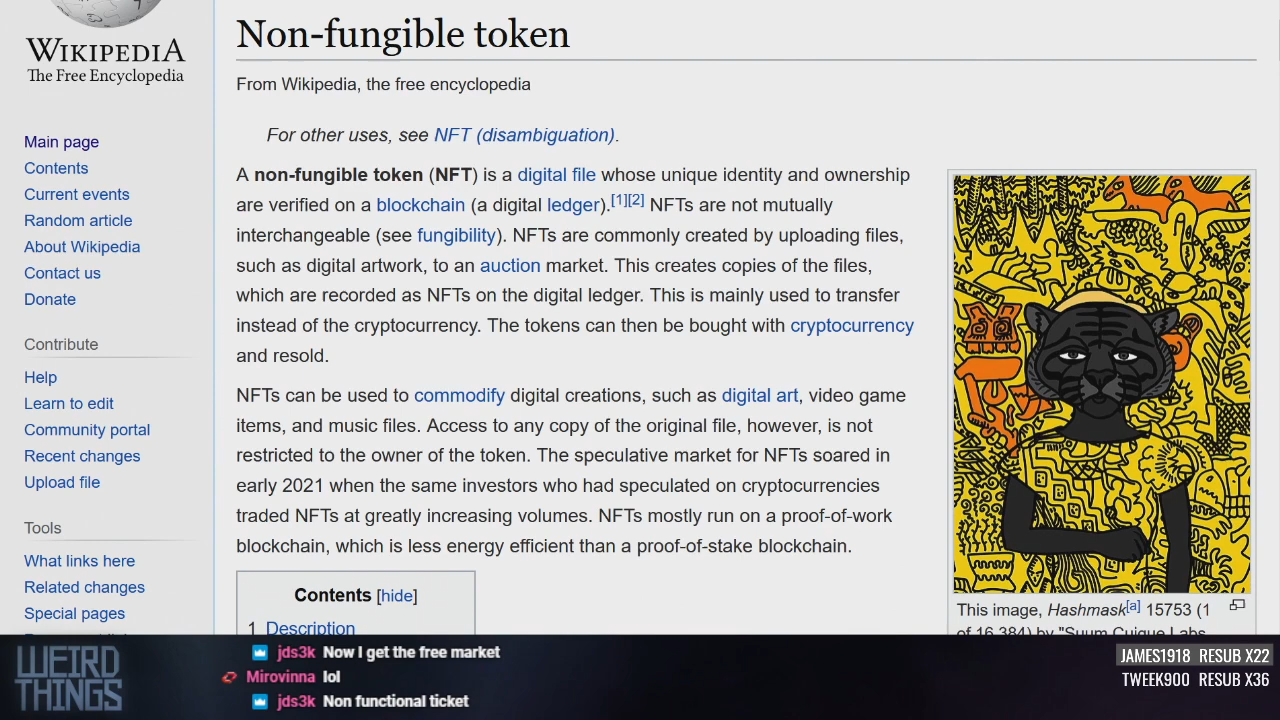 WIKIPEDIA
The Free Encyclopedia
Main page
Contents
Current events
Random article
About Wikipedia
Contact us
Donate
Contribute
Help
Learn to edit
Community portal
Recent changes
Upload file
Tools
What links here
Related changes
Special pages
Non-fungible token
From Wikipedia, the free encyclopedia
For other uses, see NFT (disambiguation).
A non-fungible token (NFT) is a digital file whose unique identity and ownership
are verified on a blockchain (a digital ledger).[1][2] NFTs are not mutually
interchangeable (see fungibility). NFTs are commonly created by uploading files,
such as digital artwork, to an auction market. This creates copies of the files,
which are recorded as NFTs on the digital ledger. This is mainly used to transfer
instead of the cryptocurrency. The tokens can then be bought with cryptocurrency
and resold.
NFTs can be used to commodify digital creations, such as digital art, video game
items, and music files. Access to any copy of the original file, however, is not
restricted to the owner of the token. The speculative market for NFTs soared in
early 2021 when the same investors who had speculated on cryptocurrencies
traded NFTs at greatly increasing volumes. NFTs mostly run on a proof-of-work
blockchain, which is less energy efficient than a proof-of-stake blockchain.
Contents [hide]
1 Description
This image, Hashmask[a] 15753 (1
of 16,384) by "Suum Cuique Labs
WEIRD
THINGS
jds3k Now I get the free market
Mirovinna lol
jds3k Non functional ticket
JAMES1918 RESUB X22
TWEEK900 RESUB X36